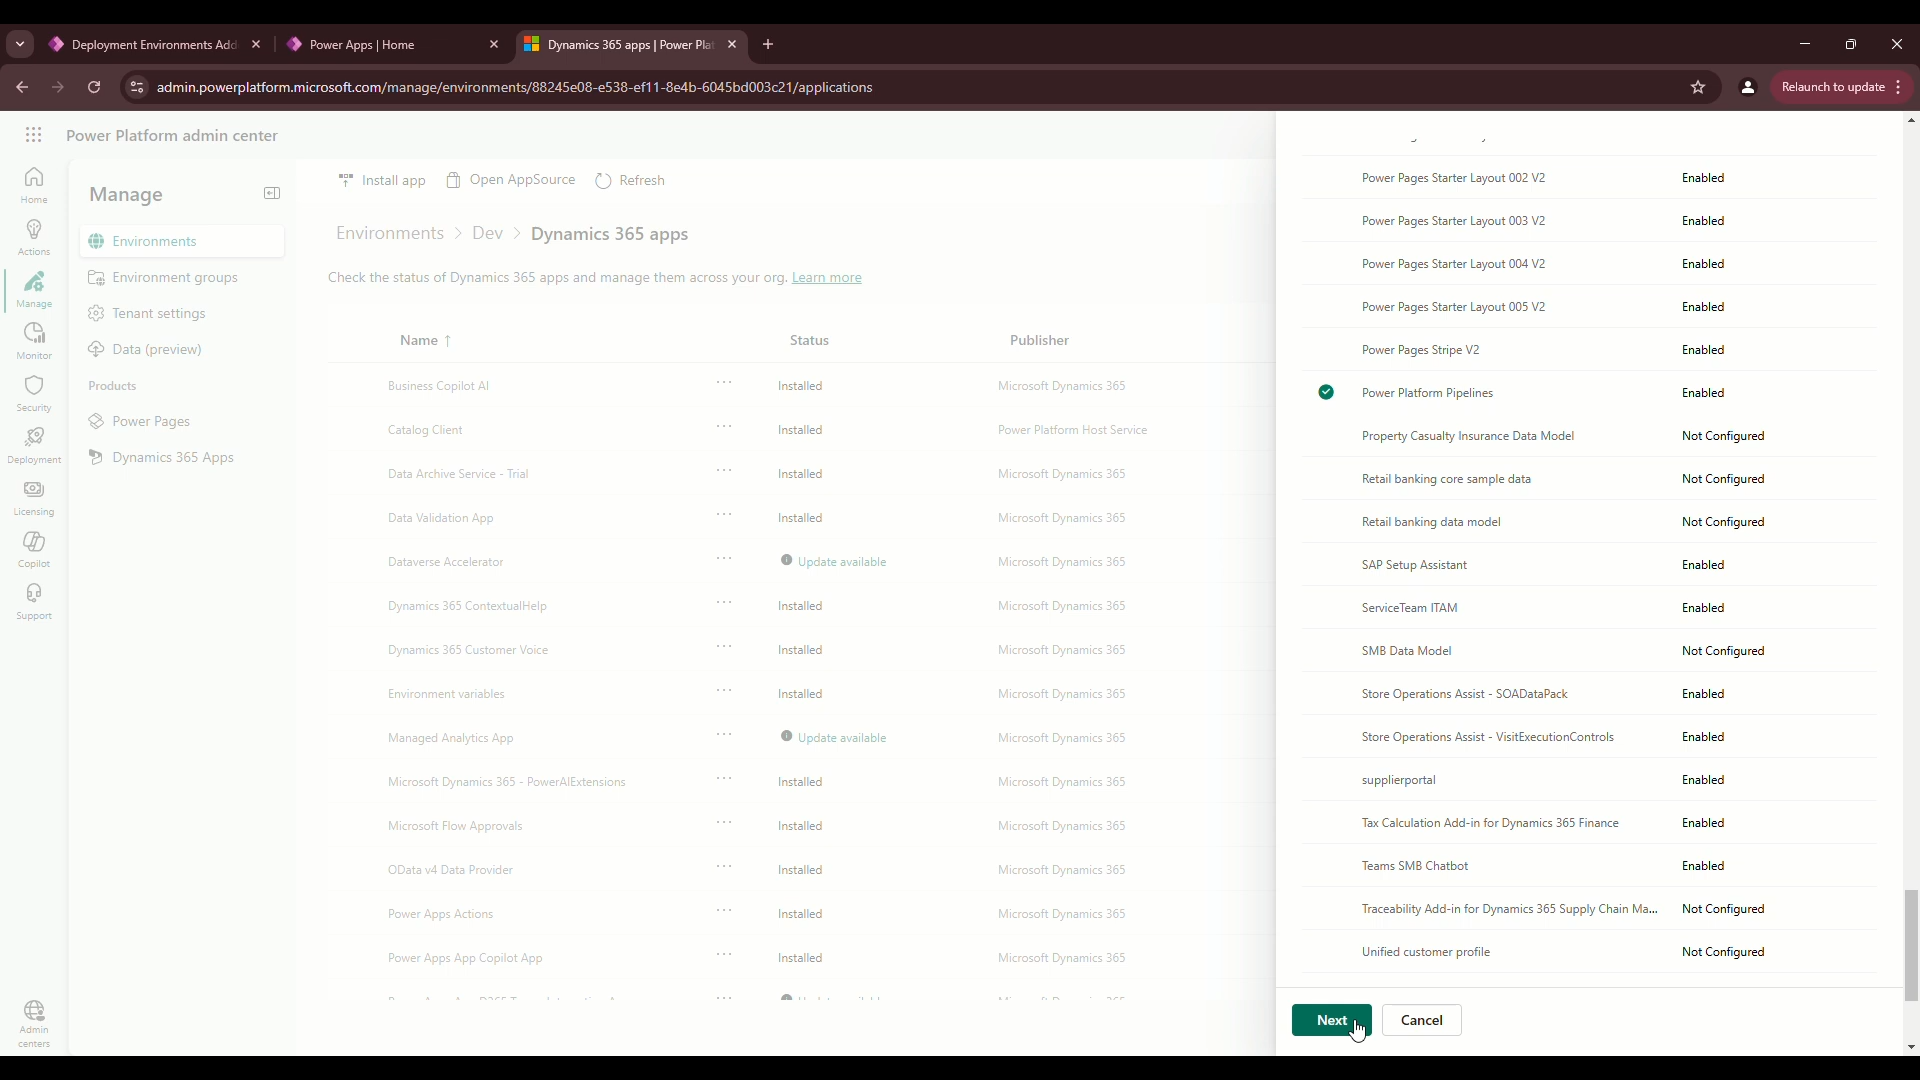 Deployment Environments Add
Power Apps | Home
Dynamics 365 apps | Power Plat
admin.powerplatform.microsoft.com/manage/environments/88245e08-e538-ef11-8e4b-6045bd003c21/applications
Relaunch to update
Power Platform admin center
Home
Actions
Manage
Monitor
Security
Deployment
Licensing
Copilot
Support
Admin
centers
Manage
Environments
Environment groups
Tenant settings
Data (preview)
Products
Power Pages
Dynamics 365 Apps
Install app
Open AppSource
Refresh
Environments > Dev > Dynamics 365 apps
Check the status of Dynamics 365 apps and manage them across your org. Learn more
Name ↑ Status Publisher
Business Copilot AI ... Installed Microsoft Dynamics 365
Catalog Client ... Installed Power Platform Host Service
Data Archive Service - Trial ... Installed Microsoft Dynamics 365
Data Validation App ... Installed Microsoft Dynamics 365
Dataverse Accelerator ... Update available Microsoft Dynamics 365
Dynamics 365 ContextualHelp ... Installed Microsoft Dynamics 365
Dynamics 365 Customer Voice ... Installed Microsoft Dynamics 365
Environment variables ... Installed Microsoft Dynamics 365
Managed Analytics App ... Update available Microsoft Dynamics 365
Microsoft Dynamics 365 - PowerAIExtensions ... Installed Microsoft Dynamics 365
Microsoft Flow Approvals ... Installed Microsoft Dynamics 365
OData v4 Data Provider ... Installed Microsoft Dynamics 365
Power Apps Actions ... Installed Microsoft Dynamics 365
Power Apps App Copilot App ... Installed Microsoft Dynamics 365
Power Pages Starter Layout 002 V2 Enabled
Power Pages Starter Layout 003 V2 Enabled
Power Pages Starter Layout 004 V2 Enabled
Power Pages Starter Layout 005 V2 Enabled
Power Pages Stripe V2 Enabled
Power Platform Pipelines Enabled
Property Casualty Insurance Data Model Not Configured
Retail banking core sample data Not Configured
Retail banking data model Not Configured
SAP Setup Assistant Enabled
ServiceTeam ITAM Enabled
SMB Data Model Not Configured
Store Operations Assist - SOADataPack Enabled
Store Operations Assist - VisitExecutionControls Enabled
supplierportal Enabled
Tax Calculation Add-in for Dynamics 365 Finance Enabled
Teams SMB Chatbot Enabled
Traceability Add-in for Dynamics 365 Supply Chain Ma... Not Configured
Unified customer profile Not Configured
Next
Cancel